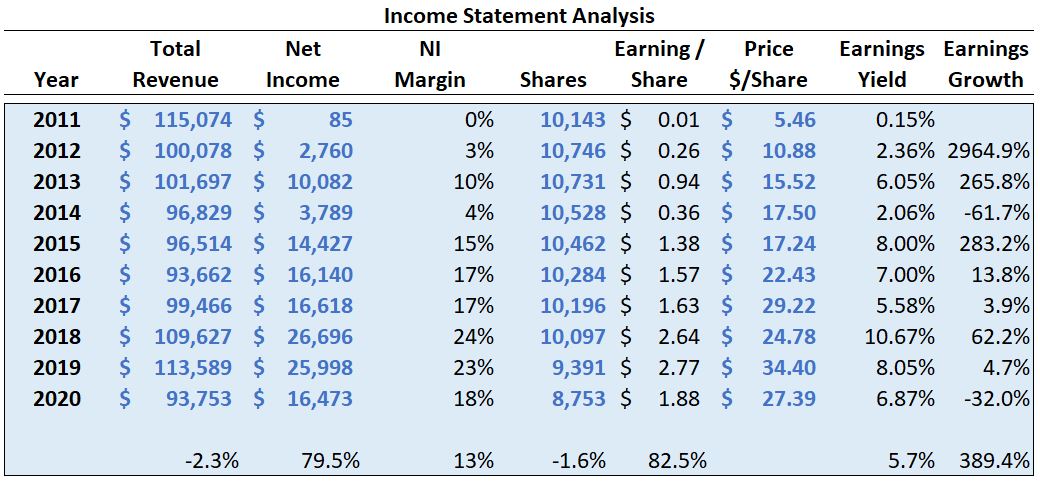 Income Statement Analysis
Total Net NI Earning / Price Earnings Earnings
Year Revenue Income Margin Shares Share $/Share Yield Growth
2011 $ 115,074 $ 85 0% 10,143 $ 0.01 $ 5.46 0.15%
2012 $ 100,078 $ 2,760 3% 10,746 $ 0.26 $ 10.88 2.36% 2964.9%
2013 $ 101,697 $ 10,082 10% 10,731 $ 0.94 $ 15.52 6.05% 265.8%
2014 $ 96,829 $ 3,789 4% 10,528 $ 0.36 $ 17.50 2.06% -61.7%
2015 $ 96,514 $ 14,427 15% 10,462 $ 1.38 $ 17.24 8.00% 283.2%
2016 $ 93,662 $ 16,140 17% 10,284 $ 1.57 $ 22.43 7.00% 13.8%
2017 $ 99,466 $ 16,618 17% 10,196 $ 1.63 $ 29.22 5.58% 3.9%
2018 $ 109,627 $ 26,696 24% 10,097 $ 2.64 $ 24.78 10.67% 62.2%
2019 $ 113,589 $ 25,998 23% 9,391 $ 2.77 $ 34.40 8.05% 4.7%
2020 $ 93,753 $ 16,473 18% 8,753 $ 1.88 $ 27.39 6.87% -32.0%
-2.3% 79.5% 13% -1.6% 82.5% 5.7% 389.4%